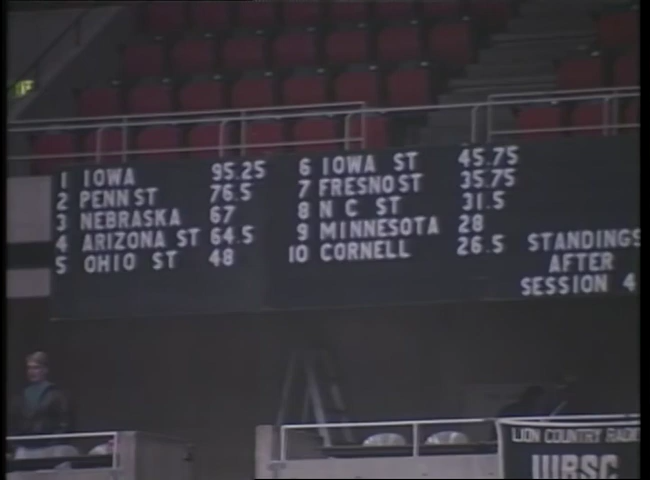 1 IOWA 95.25
2 PENN ST 76.5
3 NEBRASKA 67
4 ARIZONA ST 64.5
5 OHIO ST 48
6 IOWA ST 45.75
7 FRESNO ST 35.75
8 N C ST 31.5
9 MINNESOTA 28
10 CORNELL 26.5
STANDINGS
AFTER
SESSION 4
LION COUNTRY RADIO
WRSC